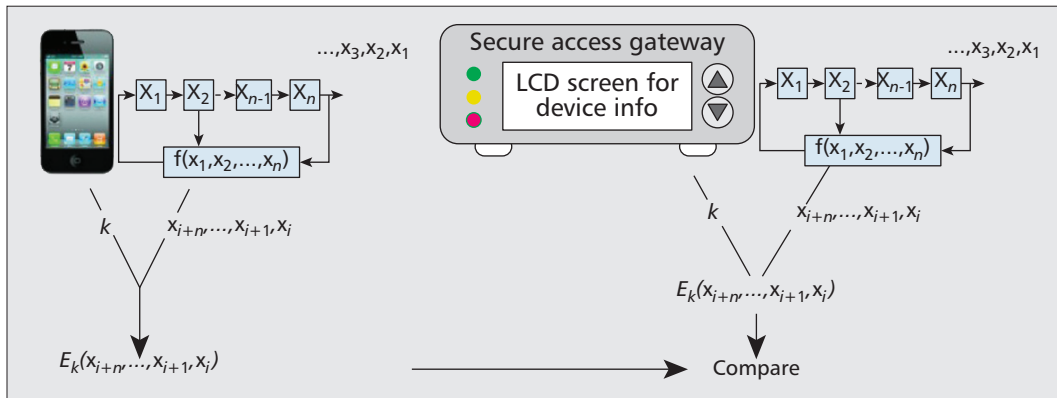 ...,x₃,x₂,x₁
X₁ X₂ Xₙ₋₁ Xₙ
f(x₁,x₂,...,xₙ)
k
xᵢ₊ₙ,...,xᵢ₊₁,xᵢ
Eₖ(xᵢ₊ₙ,...,xᵢ₊₁,xᵢ)
Secure access gateway
LCD screen for
device info
...,x₃,x₂,x₁
X₁ X₂ Xₙ₋₁ Xₙ
f(x₁,x₂,...,xₙ)
k
xᵢ₊ₙ,...,xᵢ₊₁,xᵢ
Eₖ(xᵢ₊ₙ,...,xᵢ₊₁,xᵢ)
Compare